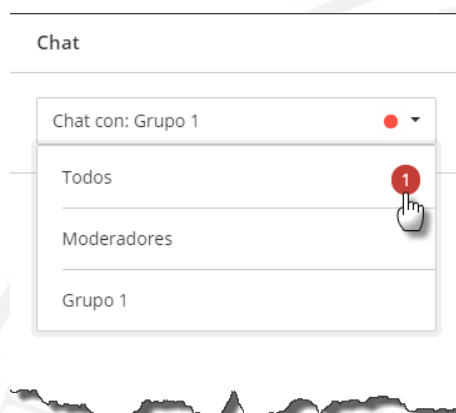 Chat
Chat con: Grupo 1
Todos 1
Moderadores
Grupo 1